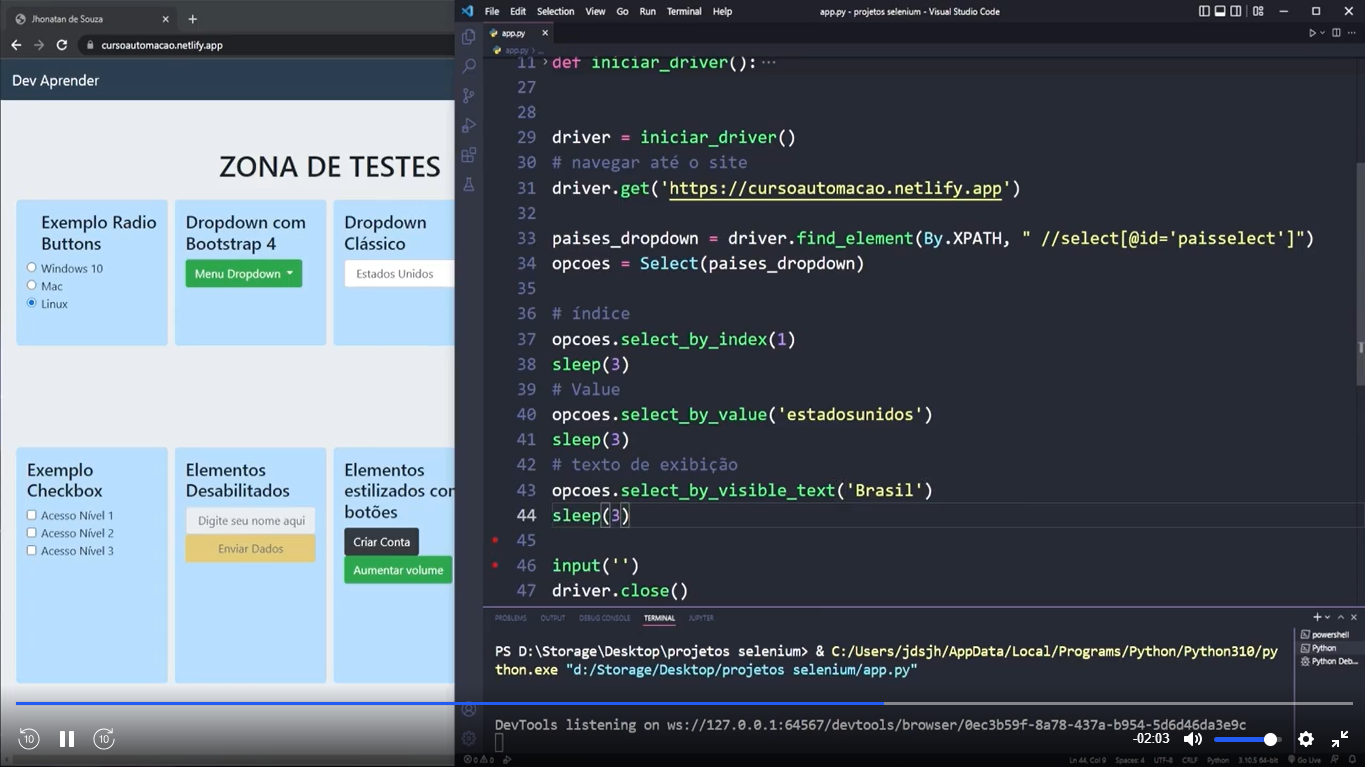 Jhonatan de Souza
cursoautomacao.netlify.app
Dev Aprender
ZONA DE TESTES
Exemplo Radio Buttons
Windows 10
Mac
Linux
Dropdown com Bootstrap 4
Menu Dropdown
Dropdown Clássico
Estados Unidos
Exemplo Checkbox
Acesso Nível 1
Acesso Nível 2
Acesso Nível 3
Elementos Desabilitados
Digite seu nome aqui
Enviar Dados
Elementos estilizados com botões
Criar Conta
Aumentar volume
File Edit Selection View Go Run Terminal Help
app.py - projetos selenium - Visual Studio Code
app.py
app.py > ...
11 def iniciar_driver(): ...
27
28
29 driver = iniciar_driver()
30 # navegar até o site
31 driver.get('https://cursoautomacao.netlify.app')
32
33 paises_dropdown = driver.find_element(By.XPATH, " //select[@id='paisselect']")
34 opcoes = Select(paises_dropdown)
35
36 # índice
37 opcoes.select_by_index(1)
38 sleep(3)
39 # Value
40 opcoes.select_by_value('estadosunidos')
41 sleep(3)
42 # texto de exibição
43 opcoes.select_by_visible_text('Brasil')
44 sleep(3)
45
46 input('')
47 driver.close()
PROBLEMS OUTPUT DEBUG CONSOLE TERMINAL JUPYTER
PS D:\Storage\Desktop\projetos selenium> & C:/Users/jdsjh/AppData/Local/Programs/Python/Python310/py
thon.exe "d:/Storage/Desktop/projetos selenium/app.py"
DevTools listening on ws://127.0.0.1:64567/devtools/browser/0ec3b59f-8a78-437a-b954-5d6d46da3e9c
powershell
Python
Python Deb...
10
10
-02:03
0 0
Ln 44, Col 9 Spaces: 4 UTF-8 CRLF Python 3.10.5 64-bit Go Live